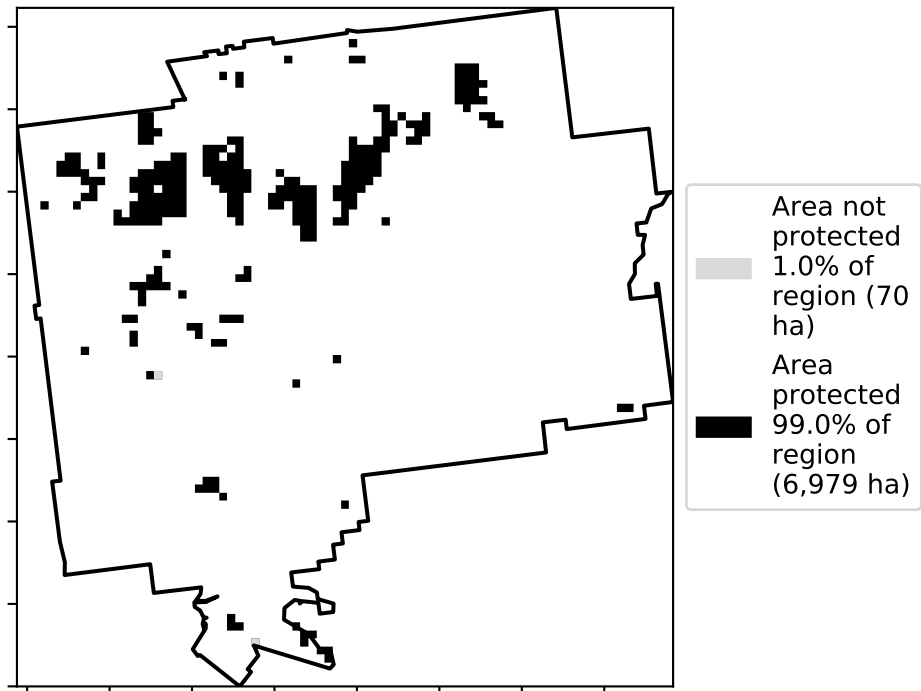 Area not
protected
1.0% of
region (70
ha)
Area
protected
99.0% of
region
(6,979 ha)